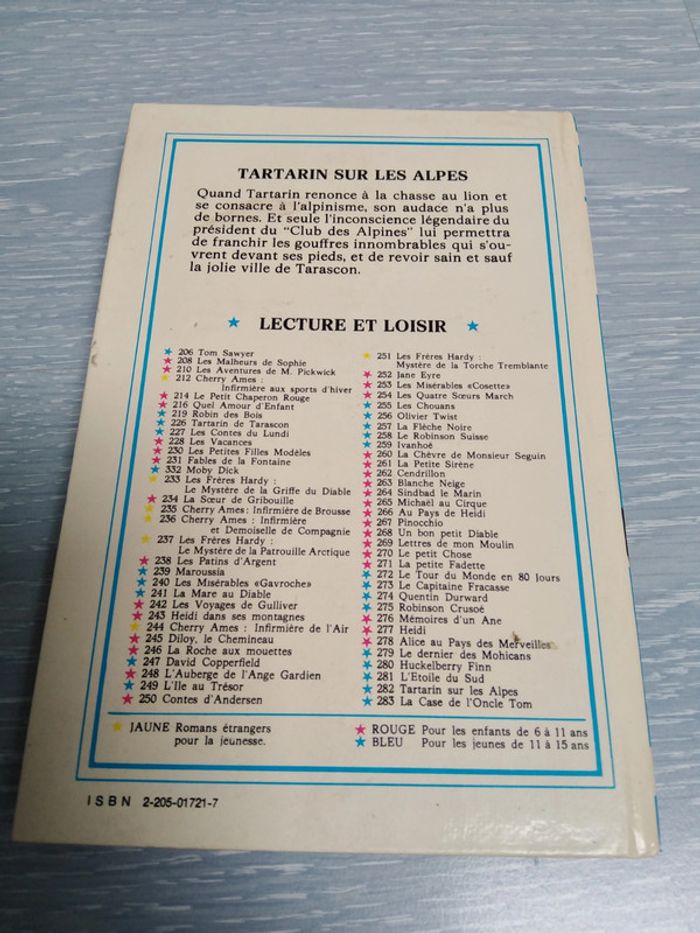 TARTARIN SUR LES ALPES
Quand Tartarin renonce à la chasse au lion et
se consacre à l'alpinisme, son audace n'a plus
de bornes. Et seule l'inconscience légendaire du
président du "Club des Alpines" lui permettra
de franchir les gouffres innombrables qui s'ou-
vrent devant ses pieds, et de revoir sain et sauf
la jolie ville de Tarascon.
★ LECTURE ET LOISIR ★
★ 206 Tom Sawyer
★ 208 Les Malheurs de Sophie
★ 210 Les Aventures de M. Pickwick
★ 212 Cherry Ames :
Infirmière aux sports d'hiver
★ 214 Le Petit Chaperon Rouge
★ 216 Quel Amour d'Enfant
★ 219 Robin des Bois
★ 226 Tartarin de Tarascon
★ 227 Les Contes du Lundi
★ 228 Les Vacances
★ 230 Les Petites Filles Modèles
★ 231 Fables de la Fontaine
★ 332 Moby Dick
★ 233 Les Frères Hardy :
Le Mystère de la Griffe du Diable
★ 234 La Sœur de Gribouille
★ 235 Cherry Ames : Infirmière de Brousse
★ 236 Cherry Ames : Infirmière
et Demoiselle de Compagnie
★ 237 Les Frères Hardy :
Le Mystère de la Patrouille Arctique
★ 238 Les Patins d'Argent
★ 239 Maroussia
★ 240 Les Misérables «Gavroche»
★ 241 La Mare au Diable
★ 242 Les Voyages de Gulliver
★ 243 Heidi dans ses montagnes
★ 244 Cherry Ames : Infirmière de l'Air
★ 245 Diloy, le Chemineau
★ 246 La Roche aux mouettes
★ 247 David Copperfield
★ 248 L'Auberge de l'Ange Gardien
★ 249 L'Ile au Trésor
★ 250 Contes d'Andersen
★ 251 Les Frères Hardy :
Mystère de la Torche Tremblante
★ 252 Jane Eyre
★ 253 Les Misérables «Cosette»
★ 254 Les Quatre Sœurs March
★ 255 Les Chouans
★ 256 Olivier Twist
★ 257 La Flèche Noire
★ 258 Le Robinson Suisse
★ 259 Ivanhoé
★ 260 La Chèvre de Monsieur Seguin
★ 261 La Petite Sirène
★ 262 Cendrillon
★ 263 Blanche Neige
★ 264 Sindbad le Marin
★ 265 Michaël au Cirque
★ 266 Au Pays de Heidi
★ 267 Pinocchio
★ 268 Un bon petit Diable
★ 269 Lettres de mon Moulin
★ 270 Le petit Chose
★ 271 La petite Fadette
★ 272 Le Tour du Monde en 80 Jours
★ 273 Le Capitaine Fracasse
★ 274 Quentin Durward
★ 275 Robinson Crusoé
★ 276 Mémoires d'un Ane
★ 277 Heidi
★ 278 Alice au Pays des Merveilles
★ 279 Le dernier des Mohicans
★ 280 Huckelberry Finn
★ 281 L'Etoile du Sud
★ 282 Tartarin sur les Alpes
★ 283 La Case de l'Oncle Tom
★ JAUNE Romans étrangers
pour la jeunesse.
★ ROUGE Pour les enfants de 6 à 11 ans
★ BLEU Pour les jeunes de 11 à 15 ans
ISBN 2-205-01721-7